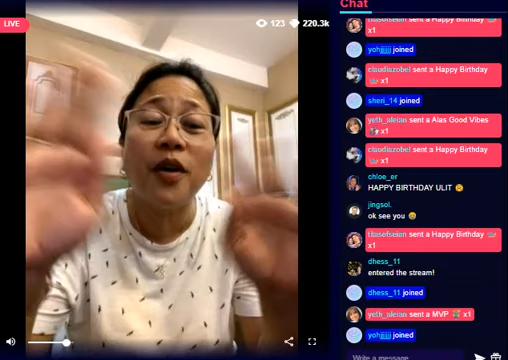 LIVE
123
220.3k
Chat
sent a Happy Birthday
x1
yohjjjjj joined
claudiazobel sent a Happy Birthday
x1
sheri_14 joined
yeth_aleian sent a Alas Good Vibes
x1
claudiazobel sent a Happy Birthday
x1
chloe_er
HAPPY BIRTHDAY ULIT
jingsol.
ok see you
sent a Happy Birthday
x1
dhess_11
entered the stream!
dhess_11 joined
yeth_aleian sent a MVP x1
yohjjjjj joined
Write a message